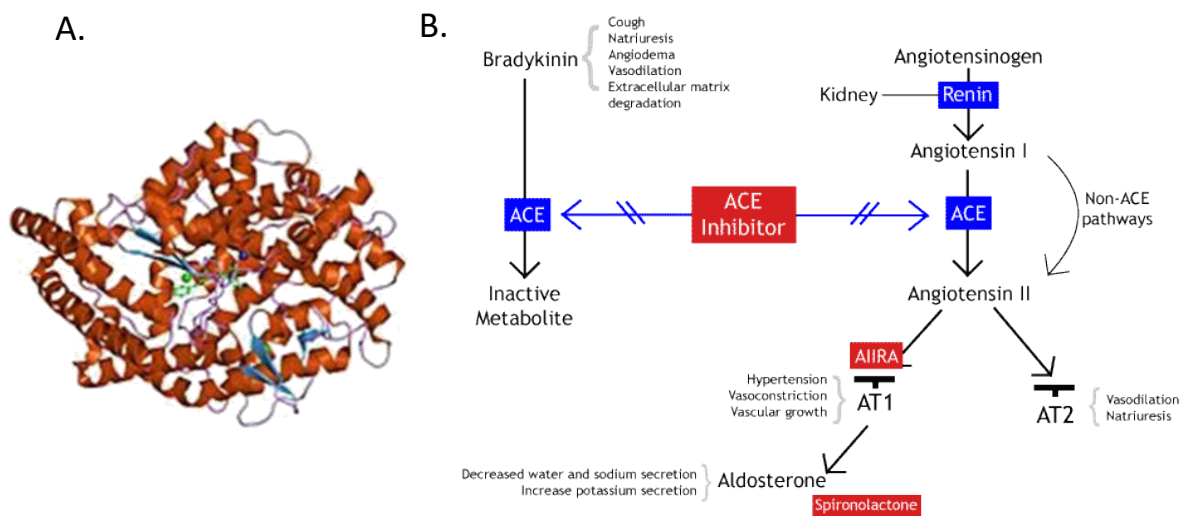 A.
B.
Bradykinin
Cough
Natriuresis
Angiodema
Vasodilation
Extracellular matrix
degradation
ACE
Inactive
Metabolite
ACE
Inhibitor
Angiotensinogen
Kidney
Renin
Angiotensin I
ACE
Non-ACE
pathways
Angiotensin II
AIIRA
Hypertension
Vasoconstriction
Vascular growth
AT1
AT2
Vasodilation
Natriuresis
Decreased water and sodium secretion
Increase potassium secretion
Aldosterone
Spironolactone